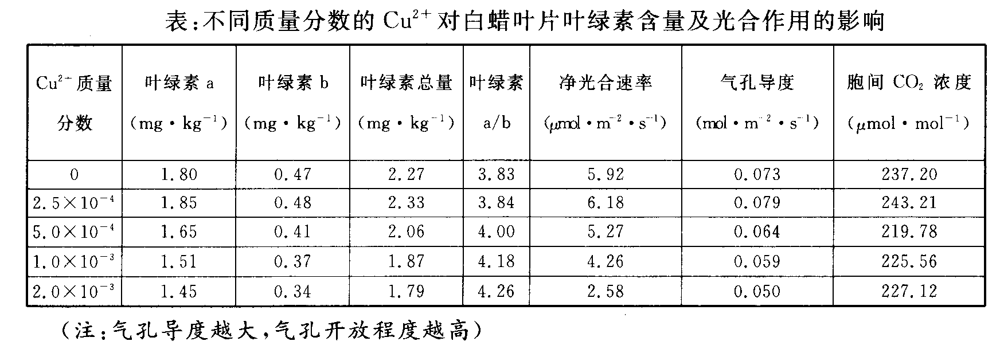 表:不同质量分数的 Cu²⁺ 对白蜡叶片叶绿素含量及光合作用的影响
Cu²⁺ 质量分数 叶绿素 a (mg·kg⁻¹) 叶绿素 b (mg·kg⁻¹) 叶绿素总量 (mg·kg⁻¹) 叶绿素 a/b 净光合速率 (μmol·m⁻²·s⁻¹) 气孔导度 (mol·m⁻²·s⁻¹) 胞间 CO₂ 浓度 (μmol·mol⁻¹)
0 1.80 0.47 2.27 3.83 5.92 0.073 237.20
2.5×10⁻⁴ 1.85 0.48 2.33 3.84 6.18 0.079 243.21
5.0×10⁻⁴ 1.65 0.41 2.06 4.00 5.27 0.064 219.78
1.0×10⁻³ 1.51 0.37 1.87 4.18 4.26 0.059 225.56
2.0×10⁻³ 1.45 0.34 1.79 4.26 2.58 0.050 227.12
(注:气孔导度越大,气孔开放程度越高)